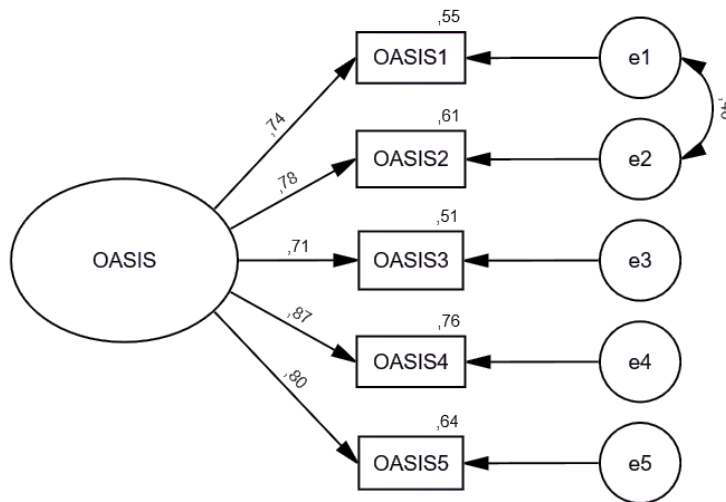 ,55
OASIS1
e1
,74
,61
OASIS2
e2
,78
,51
OASIS
,71
OASIS3
e3
,76
,87
OASIS4
e4
,80
,64
OASIS5
e5